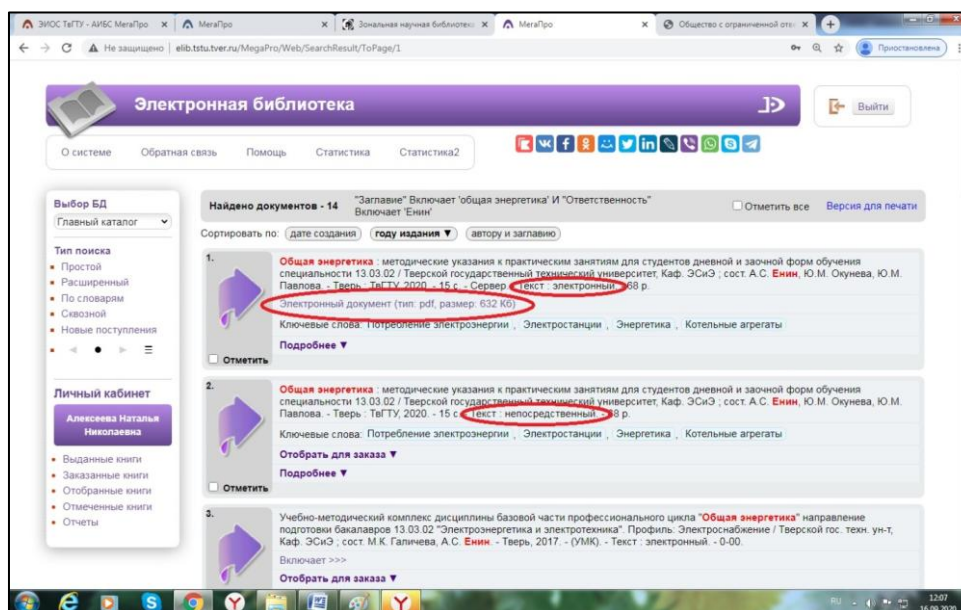 ЭИОС ТвГТУ - АИБС МегаПро
МегаПро
Зональная научная библиотека
МегаПро
Общество с ограниченной отв
Не защищено
elib.tstu.tver.ru/MegaPro/Web/SearchResult/ToPage/1
Приостановлена
Электронная библиотека
Выйти
О системе
Обратная связь
Помощь
Статистика
Статистика2
Выбор БД
Главный каталог
Тип поиска
Простой
Расширенный
По словарям
Сквозной
Новые поступления
Личный кабинет
Алексеева Наталья
Николаевна
Выданные книги
Заказанные книги
Отобранные книги
Отмеченные книги
Отчеты
Найдено документов - 14
"Заглавие" Включает 'общая энергетика' И "Ответственность"
Включает 'Енин'
Отметить все
Версия для печати
Сортировать по: дате создания году издания ▼ автору и заглавию
1.
Общая энергетика : методические указания к практическим занятиям для студентов дневной и заочной форм обучения
специальности 13.03.02 / Тверской государственный технический университет, Каф. ЭСиЭ ; сост. А.С. Енин, Ю.М. Окунева, Ю.М.
Павлова. - Тверь : ТвГТУ, 2020. - 15 с. - Сервер. - Текст : электронный. - 68 р.
Электронный документ (тип: pdf, размер: 632 Кб)
Ключевые слова: Потребление электроэнергии , Электростанции , Энергетика , Котельные агрегаты
Подробнее ▼
Отметить
2.
Общая энергетика : методические указания к практическим занятиям для студентов дневной и заочной форм обучения
специальности 13.03.02 / Тверской государственный технический университет, Каф. ЭСиЭ ; сост. А.С. Енин, Ю.М. Окунева, Ю.М.
Павлова. - Тверь : ТвГТУ, 2020. - 15 с. - Текст : непосредственный. - 68 р.
Ключевые слова: Потребление электроэнергии , Электростанции , Энергетика , Котельные агрегаты
Отобрать для заказа ▼
Подробнее ▼
Отметить
3.
Учебно-методический комплекс дисциплины базовой части профессионального цикла "Общая энергетика" направление
подготовки бакалавров 13.03.02 "Электроэнергетика и электротехника". Профиль: Электроснабжение / Тверской гос. техн. ун-т,
Каф. ЭСиЭ ; сост. М.К. Галичева, А.С. Енин. - Тверь, 2017. - (УМК). - Текст : электронный. - 0-00.
Включает >>>
Отобрать для заказа ▼
RU
12:07
16.09.2020